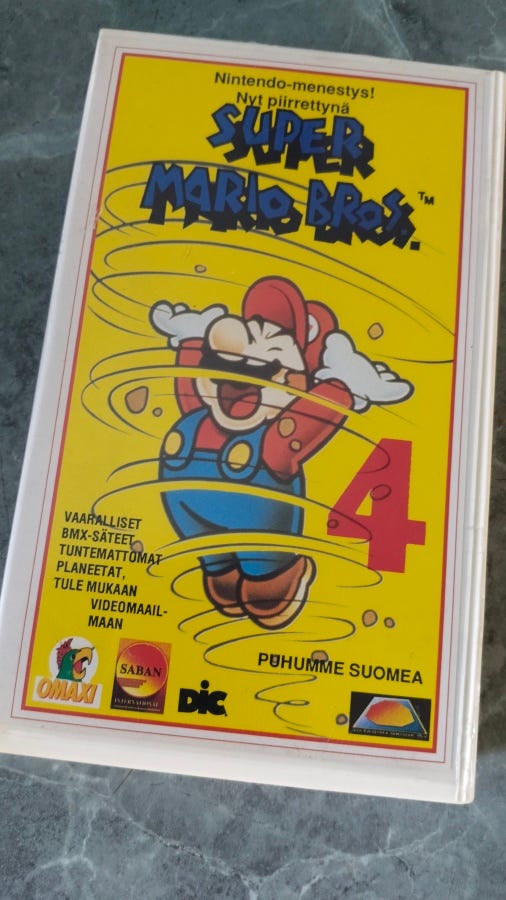 Nintendo-menestys!
Nyt piirrettynä
SUPER
MARIO BROS.™
4
VAARALLISET
BMX-SÄTEET,
TUNTEMATTOMAT
PLANEETAT,
TULE MUKAAN
VIDEOMAAIL-
MAAN
PUHUMME SUOMEA
OMAXI
SABAN
INTERNATIONAL
DIC